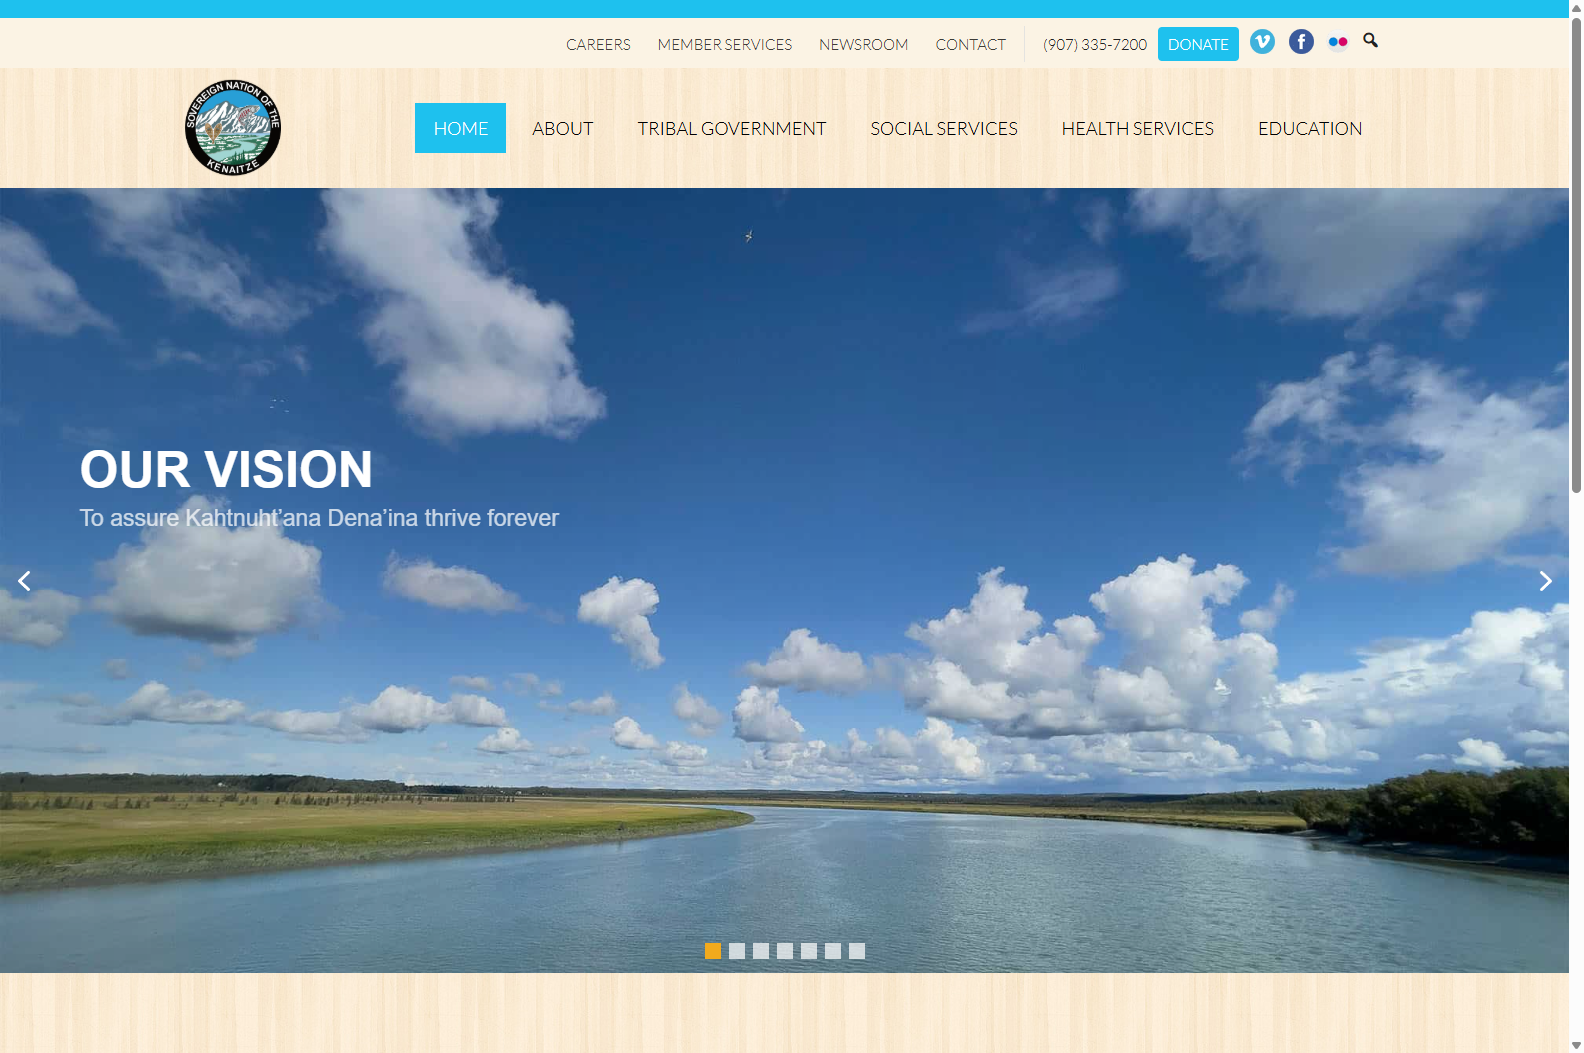 CAREERS MEMBER SERVICES NEWSROOM CONTACT (907) 335-7200 DONATE
SOVEREIGN NATION OF THE
KENAITZE
HOME ABOUT TRIBAL GOVERNMENT SOCIAL SERVICES HEALTH SERVICES EDUCATION
OUR VISION
To assure Kahtnuht’ana Dena’ina thrive forever